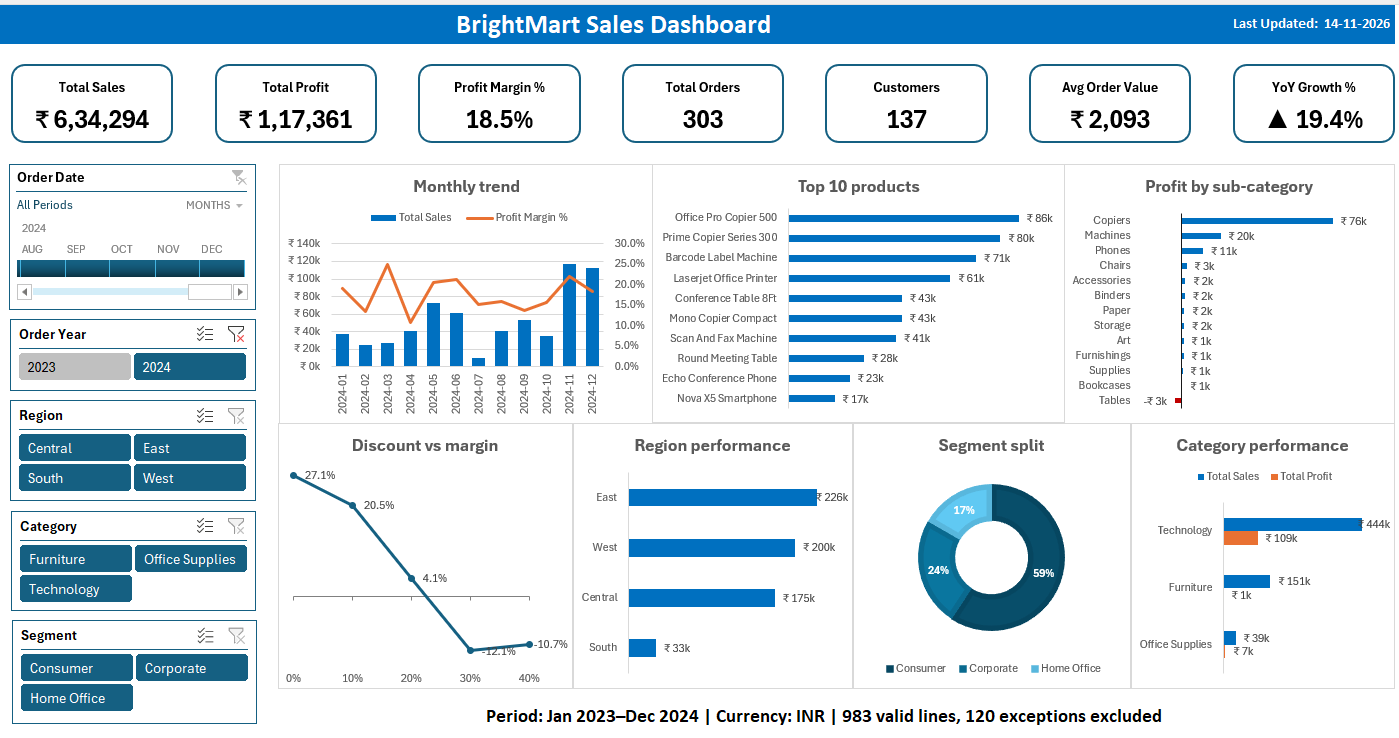 BrightMart Sales Dashboard
Last Updated: 14-11-2026
Total Sales
₹ 6,34,294
Total Profit
₹ 1,17,361
Profit Margin %
18.5%
Total Orders
303
Customers
137
Avg Order Value
₹ 2,093
YoY Growth %
▲ 19.4%
Order Date
All Periods MONTHS
2024
AUG SEP OCT NOV DEC
Order Year
2023 2024
Region
Central East
South West
Category
Furniture Office Supplies
Technology
Segment
Consumer Corporate
Home Office
Monthly trend
Total Sales Profit Margin %
₹ 140k 30.0%
₹ 120k 25.0%
₹ 100k 20.0%
₹ 80k 15.0%
₹ 60k 10.0%
₹ 40k 5.0%
₹ 20k 0.0%
₹ 0k
2024-01
2024-02
2024-03
2024-04
2024-05
2024-06
2024-07
2024-08
2024-09
2024-10
2024-11
2024-12
Top 10 products
Office Pro Copier 500 ₹ 86k
Prime Copier Series 300 ₹ 80k
Barcode Label Machine ₹ 71k
Laserjet Office Printer ₹ 61k
Conference Table 8Ft ₹ 43k
Mono Copier Compact ₹ 43k
Scan And Fax Machine ₹ 41k
Round Meeting Table ₹ 28k
Echo Conference Phone ₹ 23k
Nova X5 Smartphone ₹ 17k
Profit by sub-category
Copiers ₹ 76k
Machines ₹ 20k
Phones ₹ 11k
Chairs ₹ 3k
Accessories ₹ 2k
Binders ₹ 2k
Paper ₹ 2k
Storage ₹ 2k
Art ₹ 1k
Furnishings ₹ 1k
Supplies ₹ 1k
Bookcases ₹ 1k
Tables -₹ 3k
Discount vs margin
27.1%
20.5%
4.1%
-12.1% -10.7%
0% 10% 20% 30% 40%
Region performance
East ₹ 226k
West ₹ 200k
Central ₹ 175k
South ₹ 33k
Segment split
17%
24% 59%
Consumer Corporate Home Office
Category performance
Total Sales Total Profit
Technology ₹ 444k
₹ 109k
Furniture ₹ 151k
₹ 1k
Office Supplies ₹ 39k
₹ 7k
Period: Jan 2023–Dec 2024 | Currency: INR | 983 valid lines, 120 exceptions excluded